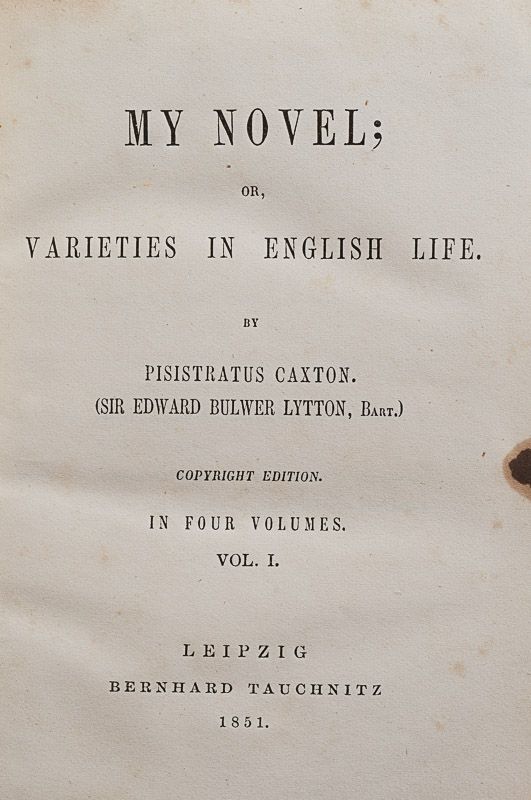 MY NOVEL;
OR,
VARIETIES IN ENGLISH LIFE.
BY
PISISTRATUS CAXTON.
(SIR EDWARD BULWER LYTTON, BART.)
COPYRIGHT EDITION.
IN FOUR VOLUMES.
VOL. I.
LEIPZIG
BERNHARD TAUCHNITZ
1851.